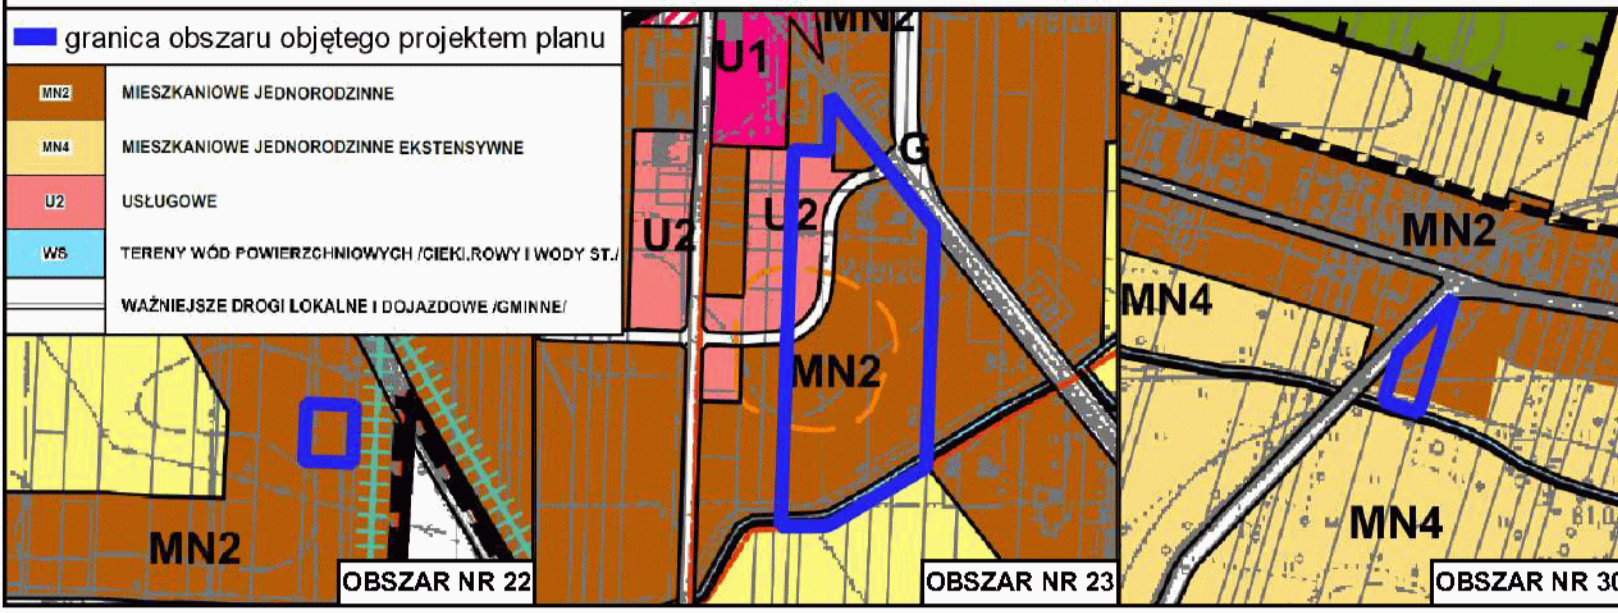 granica obszaru objętego projektem planu
MN2 MIESZKANIOWE JEDNORODZINNE
MN4 MIESZKANIOWE JEDNORODZINNE EKSTENSYWNE
U2 USŁUGOWE
WS TERENY WÓD POWIERZCHNIOWYCH /CIEKI,ROWY I WODY ST./
WAŻNIEJSZE DROGI LOKALNE I DOJAZDOWE /GMINNE/
MN2
OBSZAR NR 22
MN2
U1
G
U2
U2
MN2
OBSZAR NR 23
MN2
MN4
MN4
OBSZAR NR 30